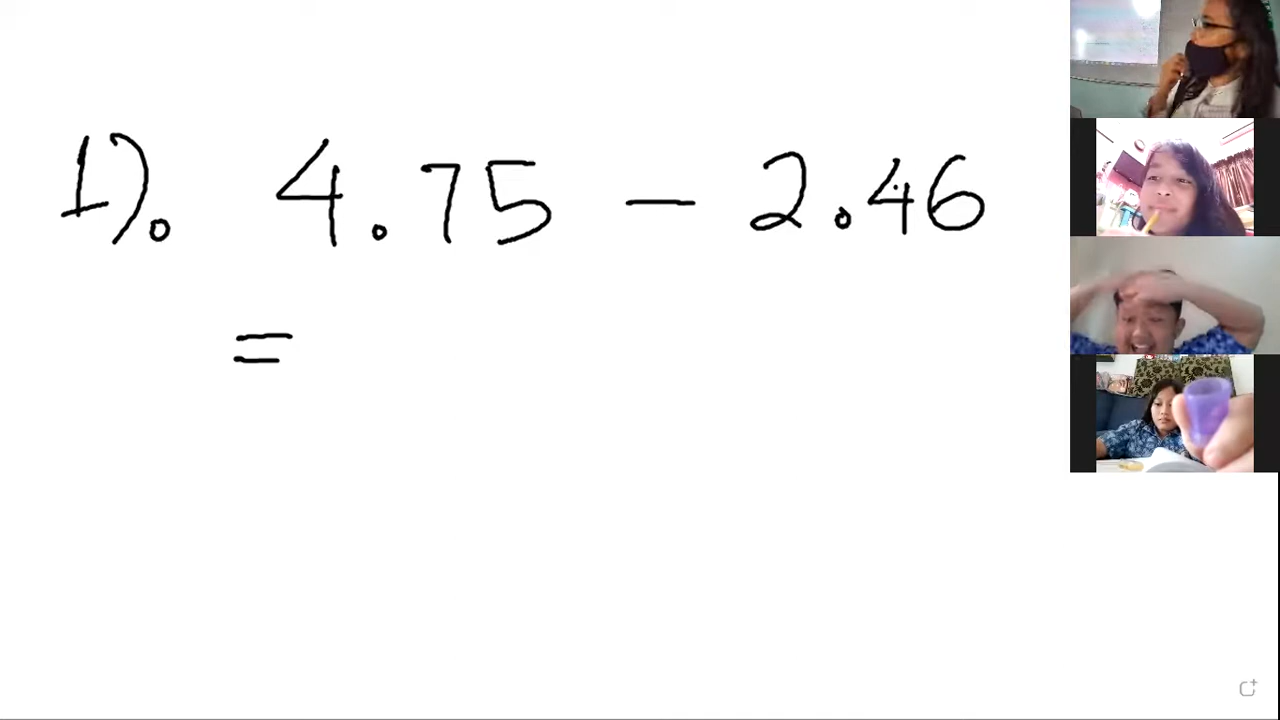 1). 4.75 - 2.46
=